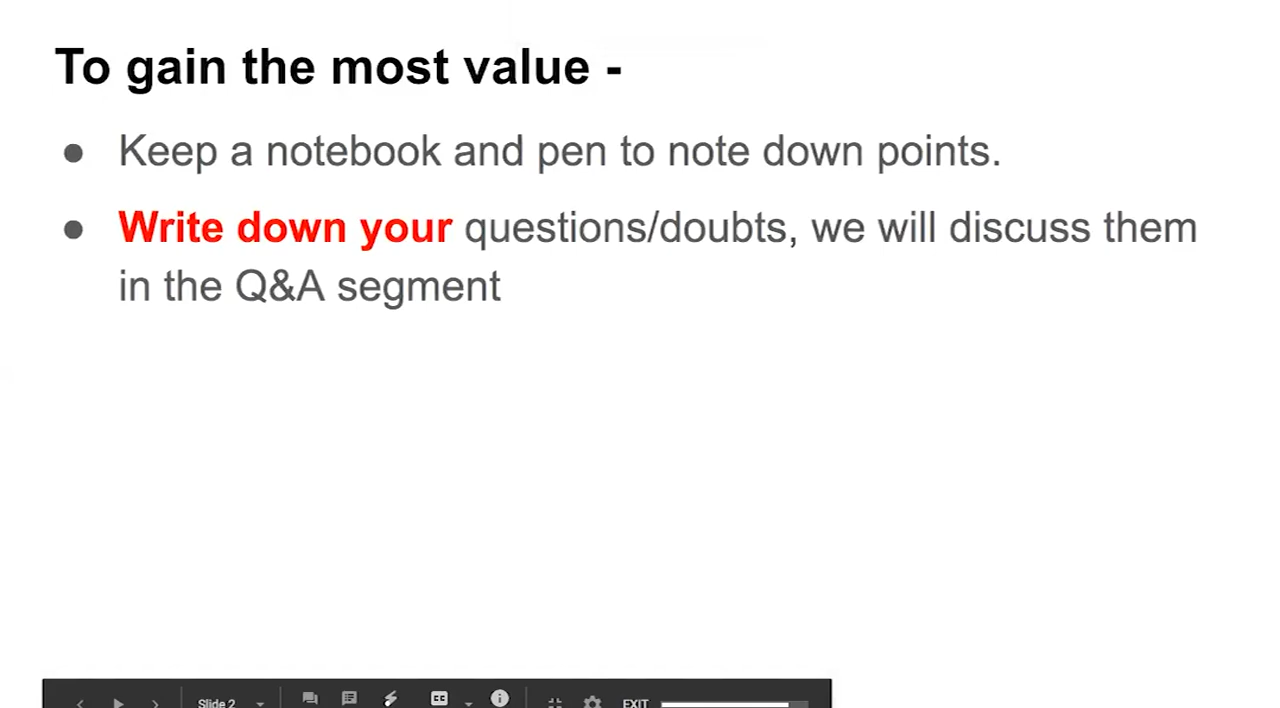 To gain the most value -
● Keep a notebook and pen to note down points.
● Write down your questions/doubts, we will discuss them
in the Q&A segment
Slide 2 CC EXIT